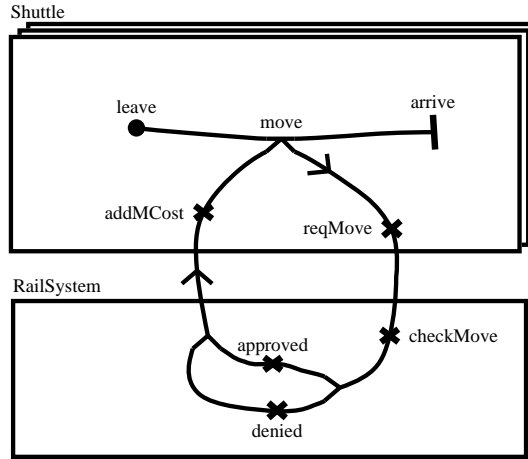 Shuttle
leave
move
arrive
addMCost
reqMove
RailSystem
approved
checkMove
denied